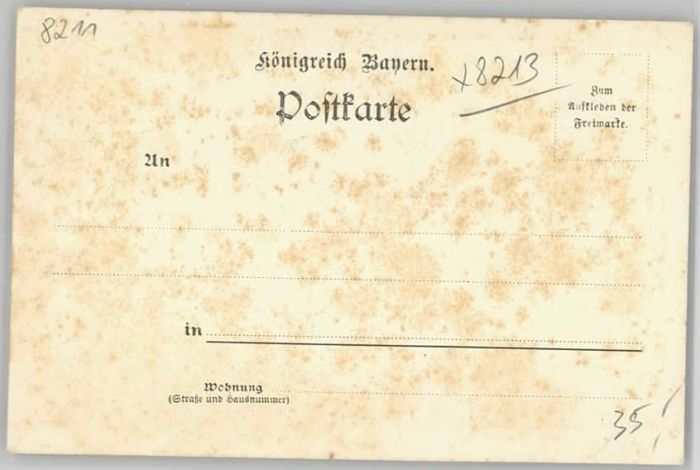 8211
Königreich Bayern.
x8213
Postkarte
Zum
Aufkleben der
Freimarke.
An
in
Wohnung
(Straße und Hausnummer)
35,